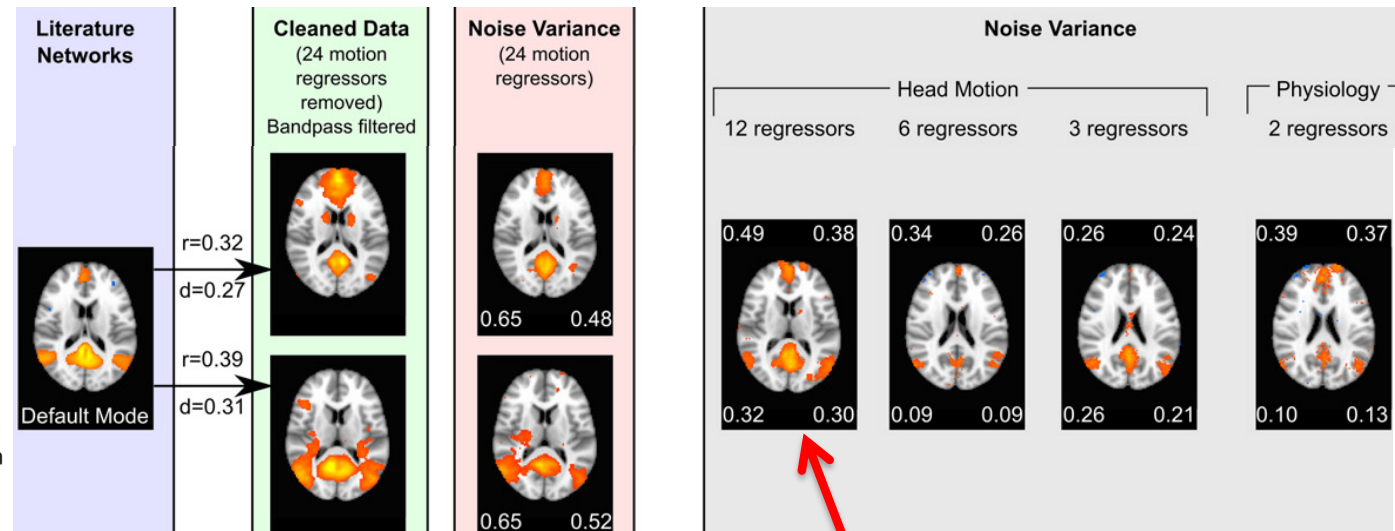 Literature
Networks
Cleaned Data
(24 motion
regressors
removed)
Bandpass filtered
Noise Variance
(24 motion
regressors)
Noise Variance
Head Motion
Physiology
12 regressors
6 regressors
3 regressors
2 regressors
r=0.32
d=0.27
r=0.39
d=0.31
Default Mode
0.65 0.48
0.65 0.52
0.49 0.38
0.32 0.30
0.34 0.26
0.09 0.09
0.26 0.24
0.26 0.21
0.39 0.37
0.10 0.13